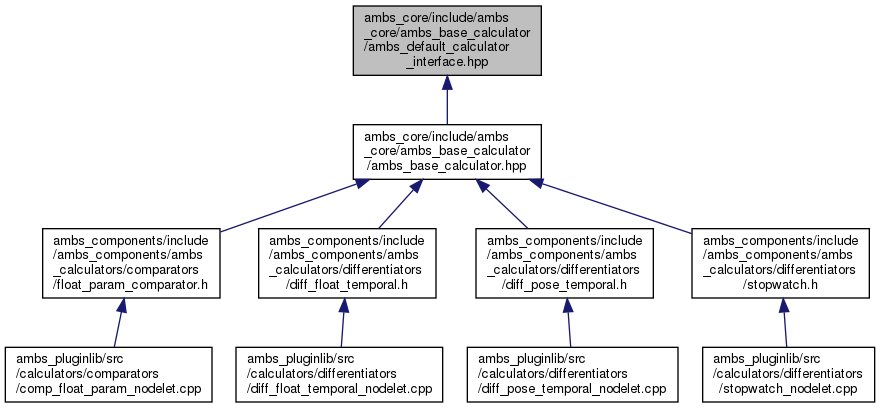 ambs_core/include/ambs
_core/ambs_base_calculator
/ambs_default_calculator
_interface.hpp
ambs_core/include/ambs
_core/ambs_base_calculator
/ambs_base_calculator.hpp
ambs_components/include
/ambs_components/ambs
_calculators/comparators
/float_param_comparator.h
ambs_components/include
/ambs_components/ambs
_calculators/differentiators
/diff_float_temporal.h
ambs_components/include
/ambs_components/ambs
_calculators/differentiators
/diff_pose_temporal.h
ambs_components/include
/ambs_components/ambs
_calculators/differentiators
/stopwatch.h
ambs_pluginlib/src
/calculators/comparators
/comp_float_param_nodelet.cpp
ambs_pluginlib/src
/calculators/differentiators
/diff_float_temporal_nodelet.cpp
ambs_pluginlib/src
/calculators/differentiators
/diff_pose_temporal_nodelet.cpp
ambs_pluginlib/src
/calculators/differentiators
/stopwatch_nodelet.cpp